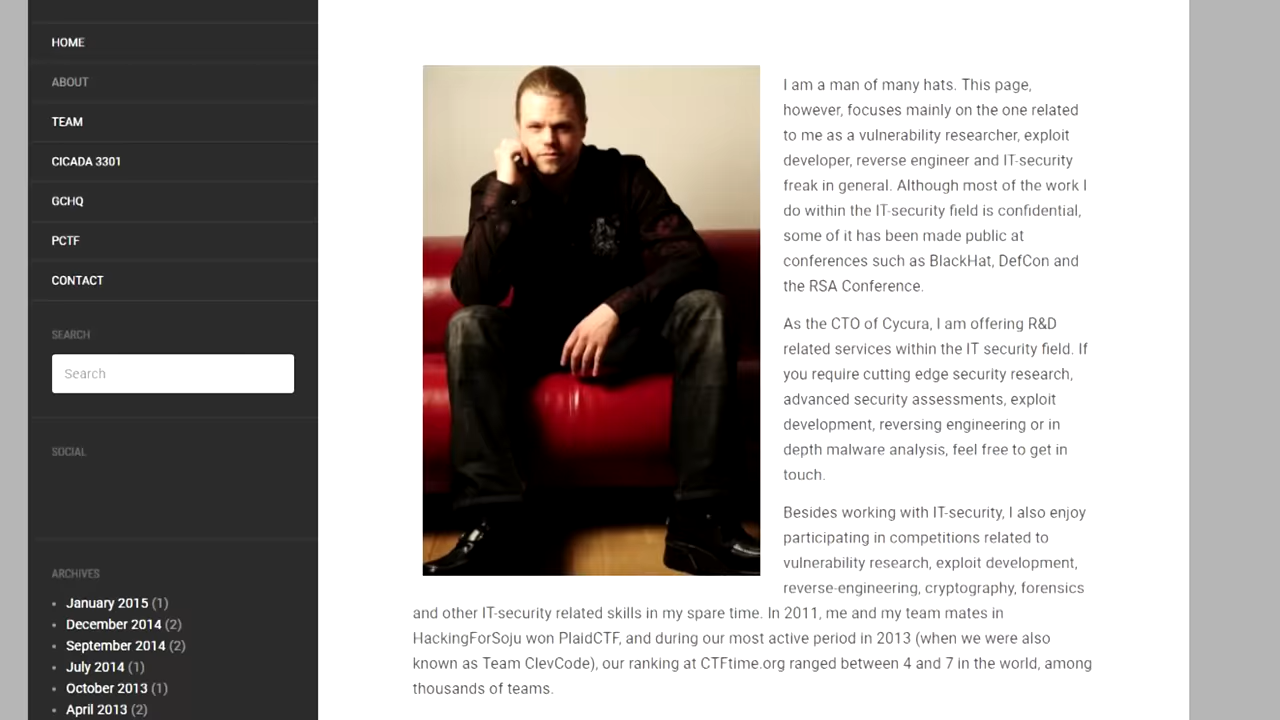 HOME
ABOUT
TEAM
CICADA 3301
GCHQ
PCTF
CONTACT
SEARCH
Search
SOCIAL
ARCHIVES
• January 2015 (1)
• December 2014 (2)
• September 2014 (2)
• July 2014 (1)
• October 2013 (1)
• April 2013 (2)
I am a man of many hats. This page,
however, focuses mainly on the one related
to me as a vulnerability researcher, exploit
developer, reverse engineer and IT-security
freak in general. Although most of the work I
do within the IT-security field is confidential,
some of it has been made public at
conferences such as BlackHat, DefCon and
the RSA Conference.
As the CTO of Cycura, I am offering R&D
related services within the IT security field. If
you require cutting edge security research,
advanced security assessments, exploit
development, reversing engineering or in
depth malware analysis, feel free to get in
touch.
Besides working with IT-security, I also enjoy
participating in competitions related to
vulnerability research, exploit development,
reverse-engineering, cryptography, forensics
and other IT-security related skills in my spare time. In 2011, me and my team mates in
HackingForSoju won PlaidCTF, and during our most active period in 2013 (when we were also
known as Team ClevCode), our ranking at CTFtime.org ranged between 4 and 7 in the world, among
thousands of teams.